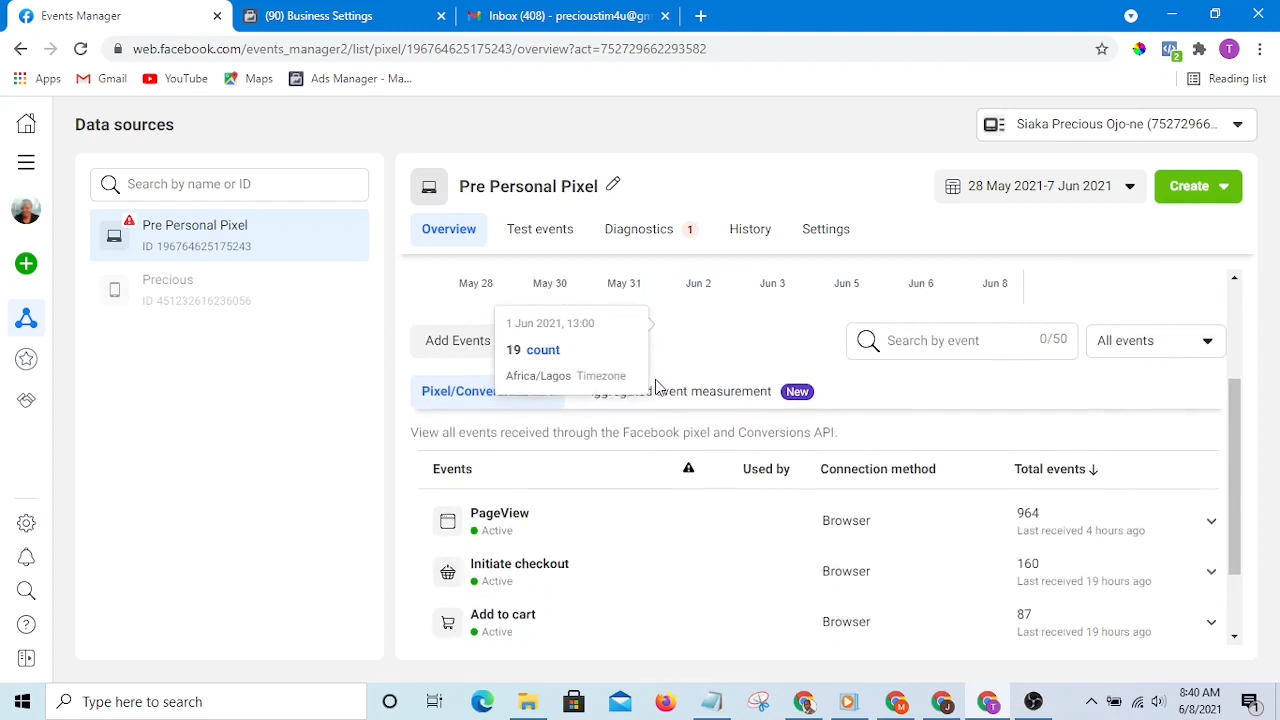 Events Manager
(90) Business Settings
Inbox (408) - precioustim4u@gm
web.facebook.com/events_manager2/list/pixel/196764625175243/overview?act=752729662293582
2
T
Apps
Gmail
YouTube
Maps
Ads Manager - Ma...
Reading list
Data sources
Siaka Precious Ojo-ne (75272966...
Search by name or ID
Pre Personal Pixel
ID 196764625175243
Precious
ID 451232616236056
Pre Personal Pixel
28 May 2021-7 Jun 2021
Create
Overview
Test events
Diagnostics 1
History
Settings
May 28
May 30
May 31
Jun 2
Jun 3
Jun 5
Jun 6
Jun 8
1 Jun 2021, 13:00
19 count
Africa/Lagos Timezone
Add Events
Search by event
0/50
All events
Pixel/Conver
event measurement New
View all events received through the Facebook pixel and Conversions API.
Events
Used by
Connection method
Total events
PageView
Active
Browser
964
Last received 4 hours ago
Initiate checkout
Active
Browser
160
Last received 19 hours ago
Add to cart
Active
Browser
87
Last received 19 hours ago
Type here to search
M
J
T
8:40 AM
6/8/2021
1